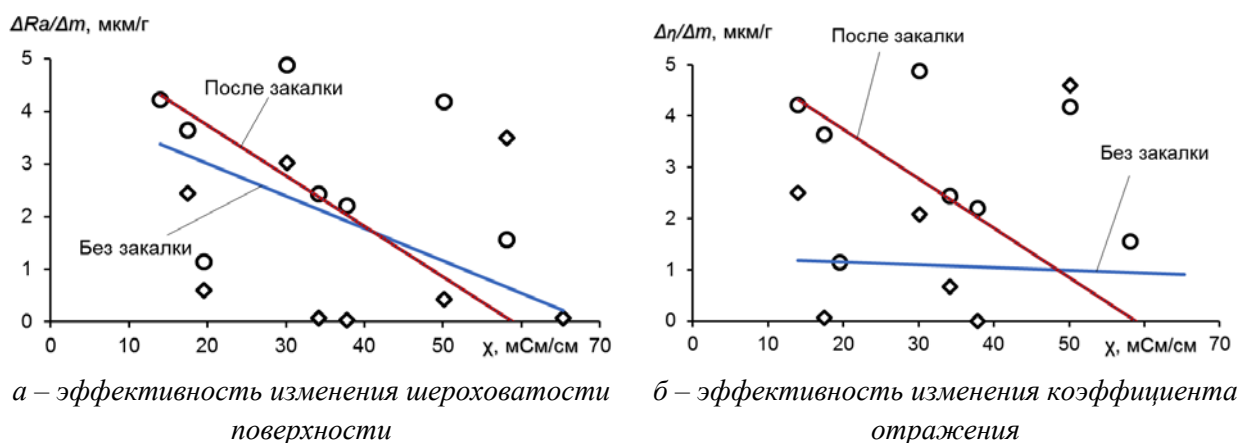 ΔRa/Δm, мкм/г
5
4
3
2
1
0
После закалки
Без закалки
0
10
20
30
40
50
70
χ, мСм/см
а – эффективность изменения шероховатости
поверхности
Δη/Δm, мкм/г
5
4
3
2
1
0
После закалки
Без закалки
0
10
20
30
40
50
70
χ, мСм/см
б – эффективность изменения коэффициента
отражения